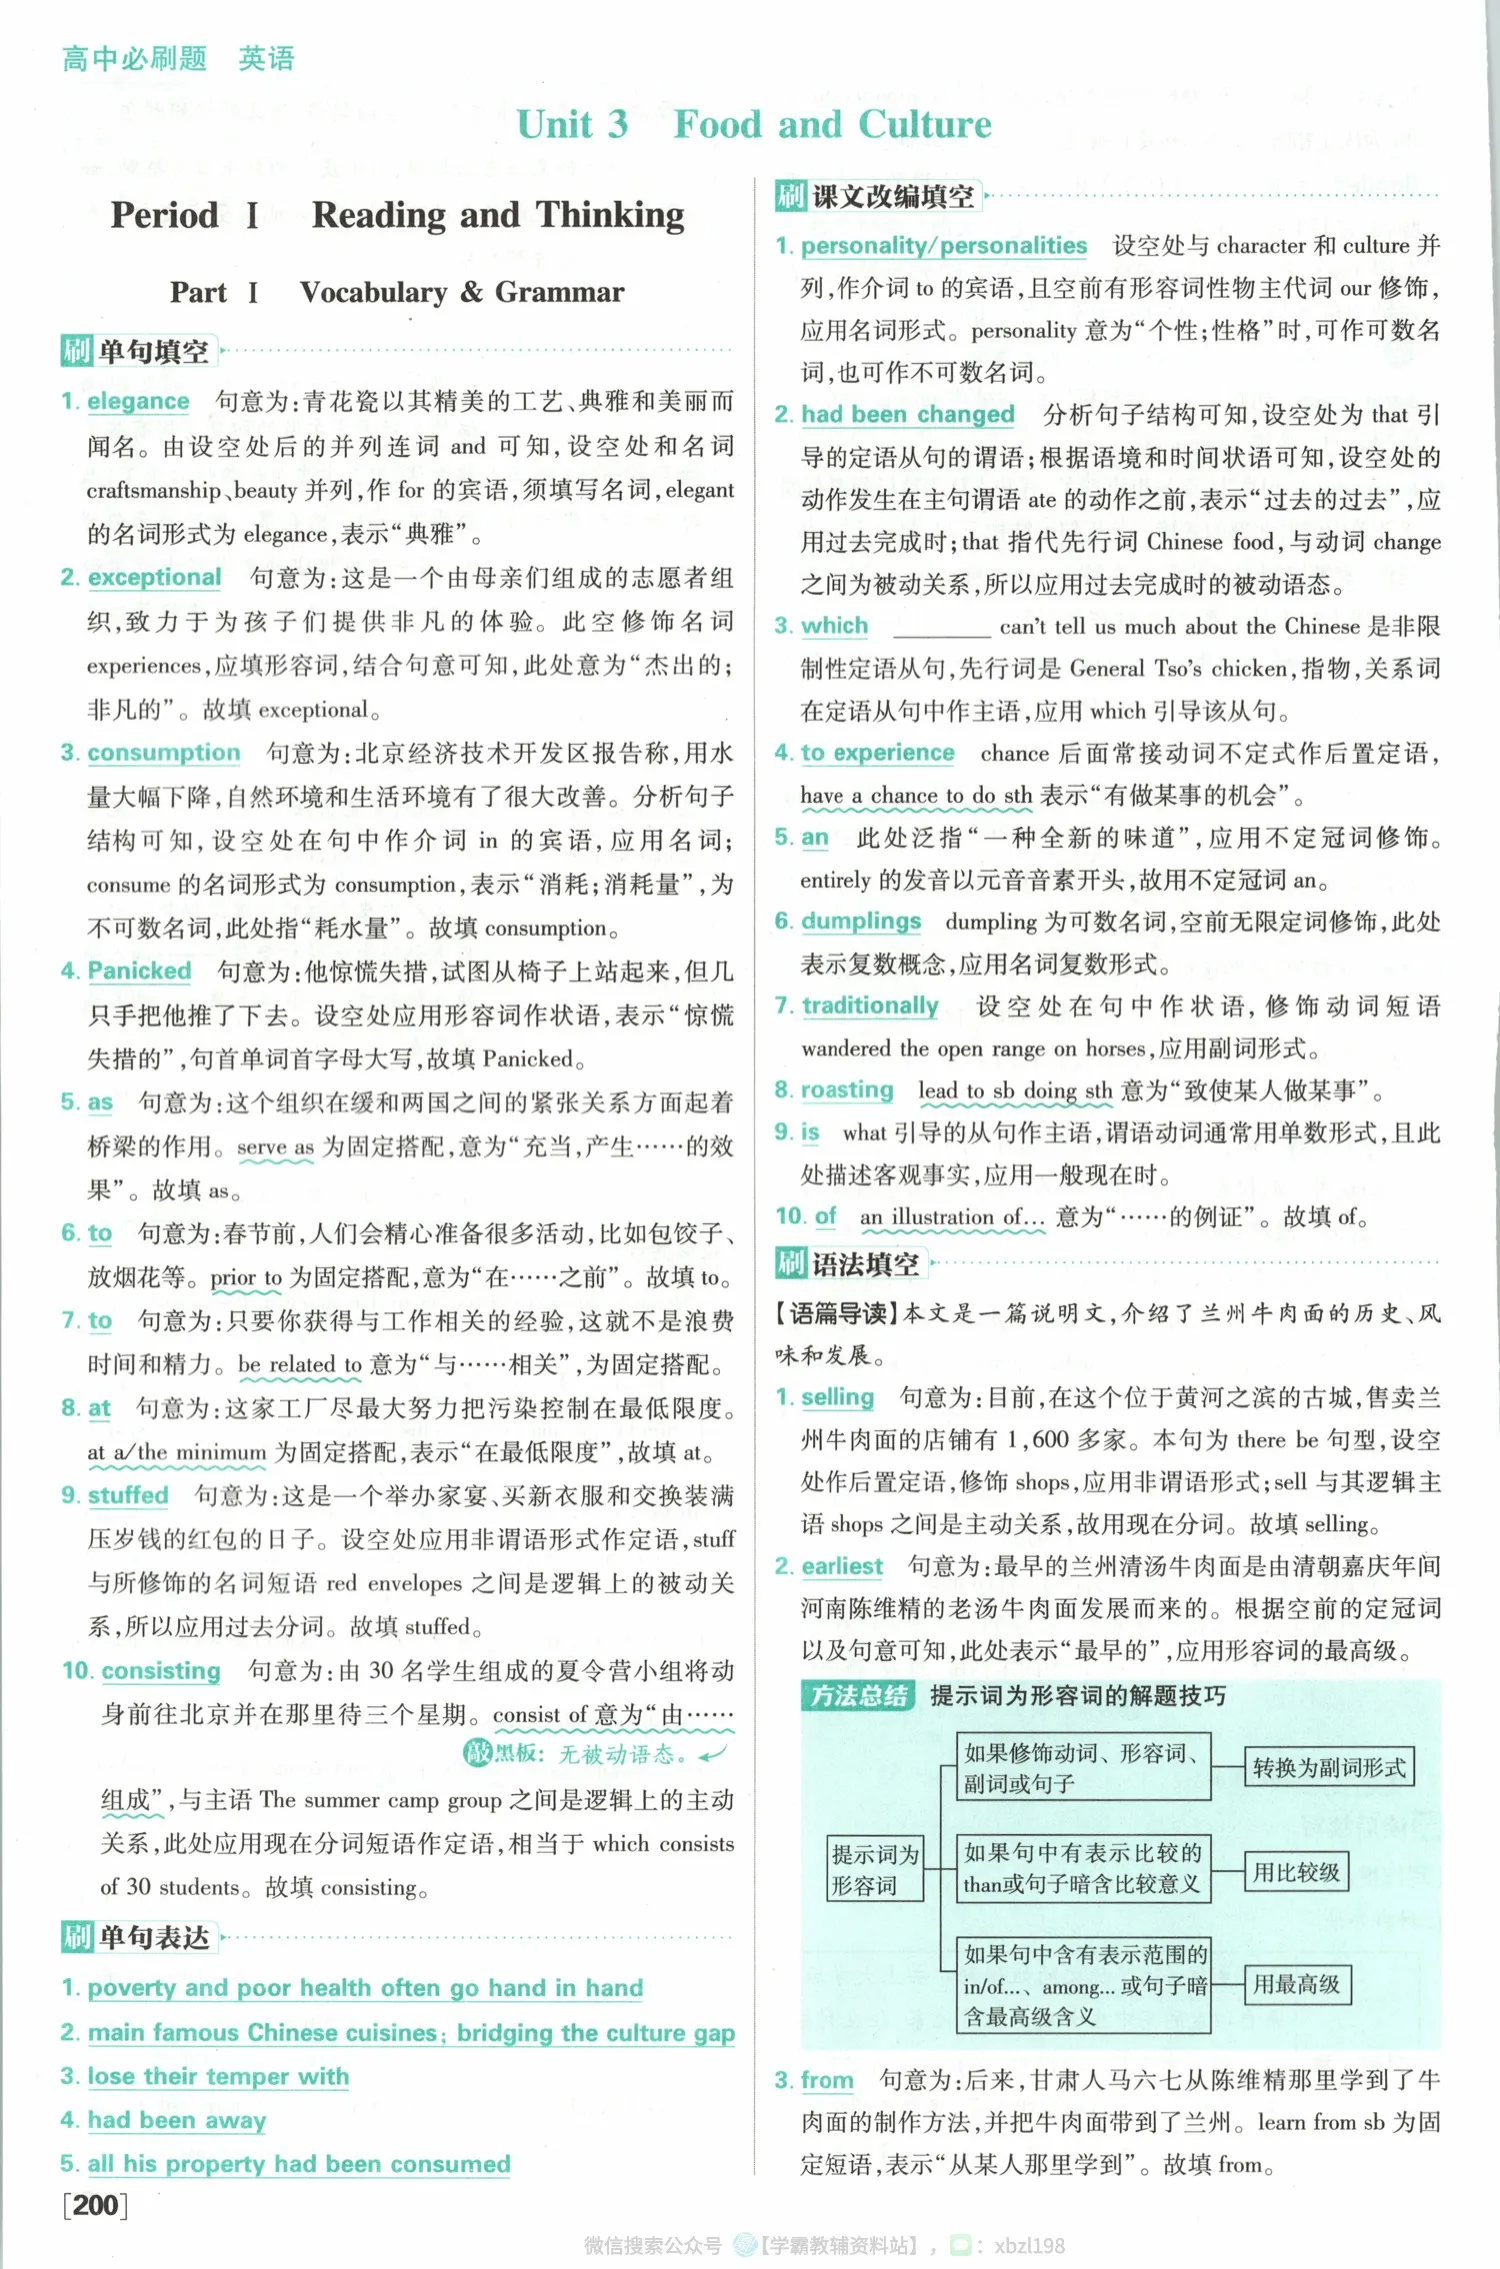 高中必刷题 英语
Unit 3 Food and Culture
Period Ⅰ Reading and Thinking
Part Ⅰ Vocabulary & Grammar
刷 单句填空
1. elegance 句意为:青花瓷以其精美的工艺、典雅和美丽而
闻名。由设空处后的并列连词 and 可知,设空处和名词
craftsmanship、beauty 并列,作 for 的宾语,须填写名词,elegant
的名词形式为 elegance,表示“典雅”。
2. exceptional 句意为:这是一个由母亲们组成的志愿者组
织,致力于为孩子们提供非凡的体验。此空修饰名词
experiences,应填形容词,结合句意可知,此处意为“杰出的;
非凡的”。故填 exceptional。
3. consumption 句意为:北京经济技术开发区报告称,用水
量大幅下降,自然环境和生活环境有了很大改善。分析句子
结构可知,设空处在句中作介词 in 的宾语,应用名词;
consume 的名词形式为 consumption,表示“消耗;消耗量”,为
不可数名词,此处指“耗水量”。故填 consumption。
4. Panicked 句意为:他惊慌失措,试图从椅子上站起来,但几
只手把他推了下去。设空处应用形容词作状语,表示“惊慌
失措的”,句首单词首字母大写,故填 Panicked。
5. as 句意为:这个组织在缓和两国之间的紧张关系方面起着
桥梁的作用。serve as 为固定搭配,意为“充当,产生……的效
果”。故填 as。
6. to 句意为:春节前,人们会精心准备很多活动,比如包饺子、
放烟花等。prior to 为固定搭配,意为“在……之前”。故填 to。
7. to 句意为:只要你获得与工作相关的经验,这就不是浪费
时间和精力。be related to 意为“与……相关”,为固定搭配。
8. at 句意为:这家工厂尽最大努力把污染控制在最低限度。
at a/the minimum 为固定搭配,表示“在最低限度”,故填 at。
9. stuffed 句意为:这是一个举办家宴、买新衣服和交换装满
压岁钱的红包的日子。设空处应用非谓语形式作定语,stuff
与所修饰的名词短语 red envelopes 之间是逻辑上的被动关
系,所以应用过去分词。故填 stuffed。
10. consisting 句意为:由 30 名学生组成的夏令营小组将动
身前往北京并在那里待三个星期。consist of 意为“由……
敲黑板: 无被动语态。
组成”,与主语 The summer camp group 之间是逻辑上的主动
关系,此处应用现在分词短语作定语,相当于 which consists
of 30 students。故填 consisting。
刷 单句表达
1. poverty and poor health often go hand in hand
2. main famous Chinese cuisines; bridging the culture gap
3. lose their temper with
4. had been away
5. all his property had been consumed
[200]
刷 课文改编填空
1. personality/personalities 设空处与 character 和 culture 并
列,作介词 to 的宾语,且空前有形容词性物主代词 our 修饰,
应用名词形式。personality 意为“个性;性格”时,可作可数名
词,也可作不可数名词。
2. had been changed 分析句子结构可知,设空处为 that 引
导的定语从句的谓语;根据语境和时间状语可知,设空处的
动作发生在主句谓语 ate 的动作之前,表示“过去的过去”,应
用过去完成时;that 指代先行词 Chinese food,与动词 change
之间为被动关系,所以应用过去完成时的被动语态。
3. which ________ can't tell us much about the Chinese 是非限
制性定语从句,先行词是 General Tso's chicken,指物,关系词
在定语从句中作主语,应用 which 引导该从句。
4. to experience chance 后面常接动词不定式作后置定语,
have a chance to do sth 表示“有做某事的机会”。
5. an 此处泛指“一种全新的味道”,应用不定冠词修饰。
entirely 的发音以元音音素开头,故用不定冠词 an。
6. dumplings dumpling 为可数名词,空前无限定词修饰,此处
表示复数概念,应用名词复数形式。
7. traditionally 设空处在句中作状语,修饰动词短语
wandered the open range on horses,应用副词形式。
8. roasting lead to sb doing sth 意为“致使某人做某事”。
9. is what 引导的从句作主语,谓语动词通常用单数形式,且此
处描述客观事实,应用一般现在时。
10. of an illustration of... 意为“……的例证”。故填 of。
刷 语法填空
【语篇导读】本文是一篇说明文,介绍了兰州牛肉面的历史、风
味和发展。
1. selling 句意为:目前,在这个位于黄河之滨的古城,售卖兰
州牛肉面的店铺有 1,600 多家。本句为 there be 句型,设空
处作后置定语,修饰 shops,应用非谓语形式;sell 与其逻辑主
语 shops 之间是主动关系,故用现在分词。故填 selling。
2. earliest 句意为:最早的兰州清汤牛肉面是由清朝嘉庆年间
河南陈维精的老汤牛肉面发展而来的。根据空前的定冠词
以及句意可知,此处表示“最早的”,应用形容词的最高级。
方法总结 提示词为形容词的解题技巧
提示词为
形容词
如果修饰动词、形容词、
副词或句子
转换为副词形式
如果句中有表示比较的
than或句子暗含比较意义
用比较级
如果句中含有表示范围的
in/of...、among... 或句子暗
含最高级含义
用最高级
3. from 句意为:后来,甘肃人马六七从陈维精那里学到了牛
肉面的制作方法,并把牛肉面带到了兰州。learn from sb 为固
定短语,表示“从某人那里学到”。故填 from。
微信搜索公众号 【学霸教辅资料站】, : xbzl198